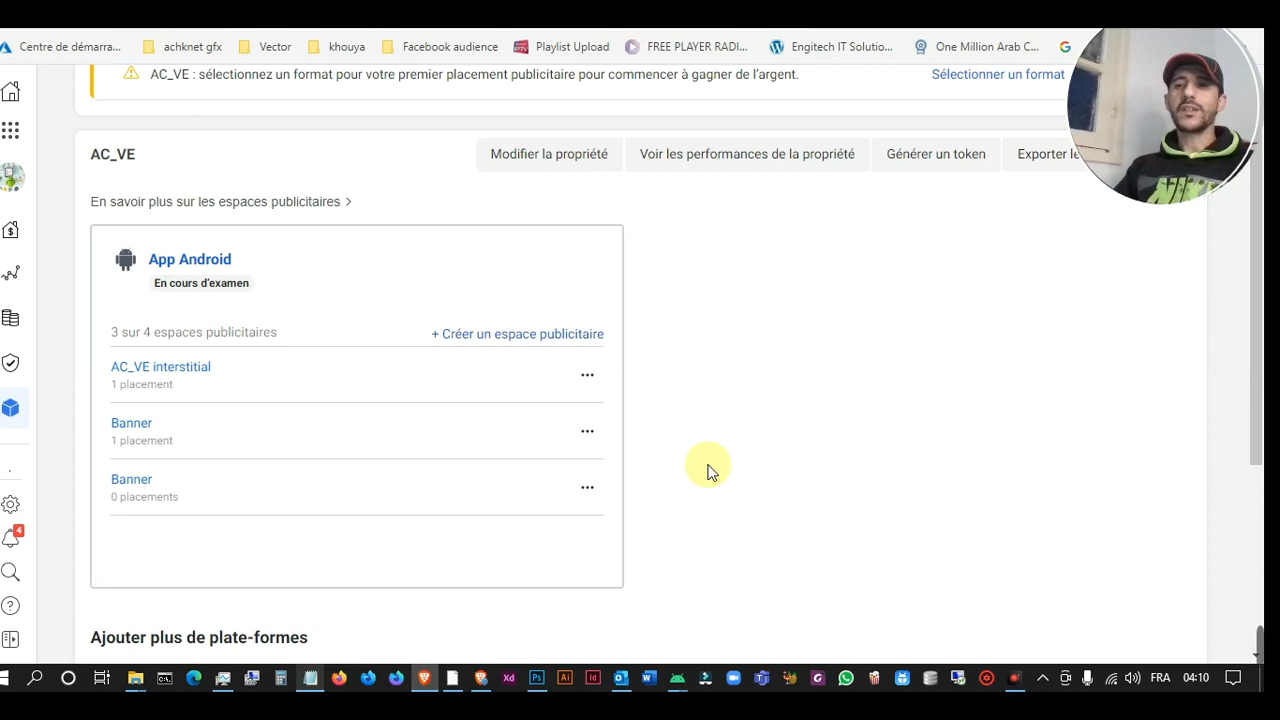 Centre de démarra... achknet gfx Vector khouya Facebook audience Playlist Upload FREE PLAYER RADI... Engitech IT Solutio... One Million Arab C...
AC_VE : sélectionnez un format pour votre premier placement publicitaire pour commencer à gagner de l'argent. Sélectionner un format
AC_VE Modifier la propriété Voir les performances de la propriété Générer un token Exporter le
En savoir plus sur les espaces publicitaires >
App Android
En cours d'examen
3 sur 4 espaces publicitaires + Créer un espace publicitaire
AC_VE interstitial
1 placement
Banner
1 placement
Banner
0 placements
4
Ajouter plus de plate-formes
FRA 04:10